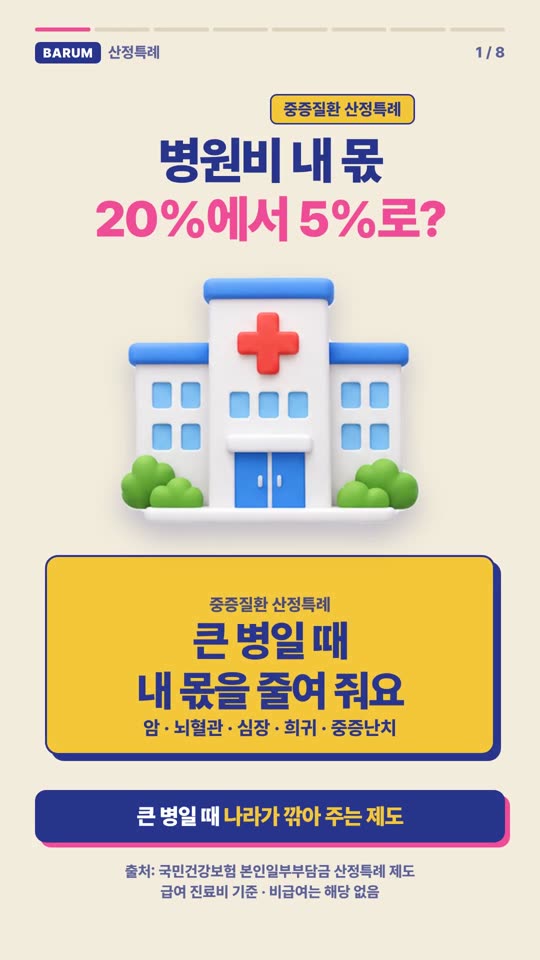 BARUM 산정특례 1 / 8
중증질환 산정특례
병원비 내 몫
20%에서 5%로?
중증질환 산정특례
큰 병일 때
내 몫을 줄여 줘요
암 · 뇌혈관 · 심장 · 희귀 · 중증난치
큰 병일 때 나라가 깎아 주는 제도
출처: 국민건강보험 본인일부부담금 산정특례 제도
급여 진료비 기준 · 비급여는 해당 없음